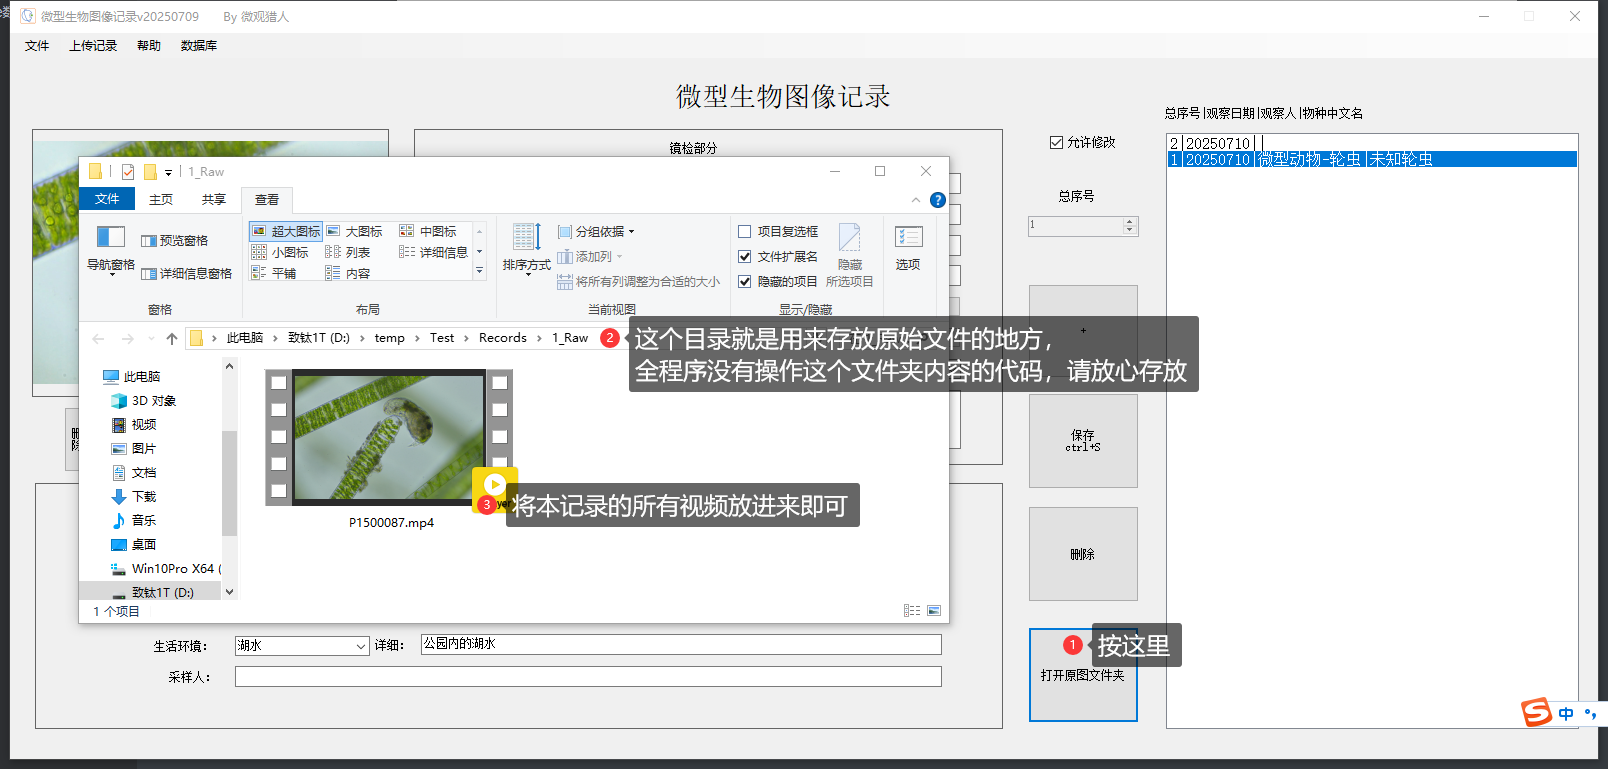 微型生物图像记录v20250709 By 微观猎人
文件 上传记录 帮助 数据库
微型生物图像记录
总序号|观察日期|观察人|物种中文名
镜检部分
允许修改
2|20250710||
1|20250710|微型动物-轮虫|未知轮虫
1_Raw
文件 主页 共享 查看
总序号
1
导航窗格
预览窗格
详细信息窗格
窗格
超大图标 大图标 中图标
小图标 列表 详细信息
平铺 内容
布局
排序方式
分组依据
添加列
将所有列调整为合适的大小
当前视图
项目复选框
文件扩展名
隐藏的项目
隐藏
所选项目
显示/隐藏
选项
+
此电脑 > 致钛1T (D:) > temp > Test > Records > 1_Raw
2 这个目录就是用来存放原始文件的地方，
全程序没有操作这个文件夹内容的代码，请放心存放
此电脑
3D 对象
视频
图片
文档
下载
音乐
桌面
Win10Pro X64 (
致钛1T (D:)
P1500087.mp4
yer
3 将本记录的所有视频放进来即可
1 个项目
保存
ctrl+S
删除
1 按这里
打开原图文件夹
生活环境： 湖水 详细： 公园内的湖水
采样人：
中